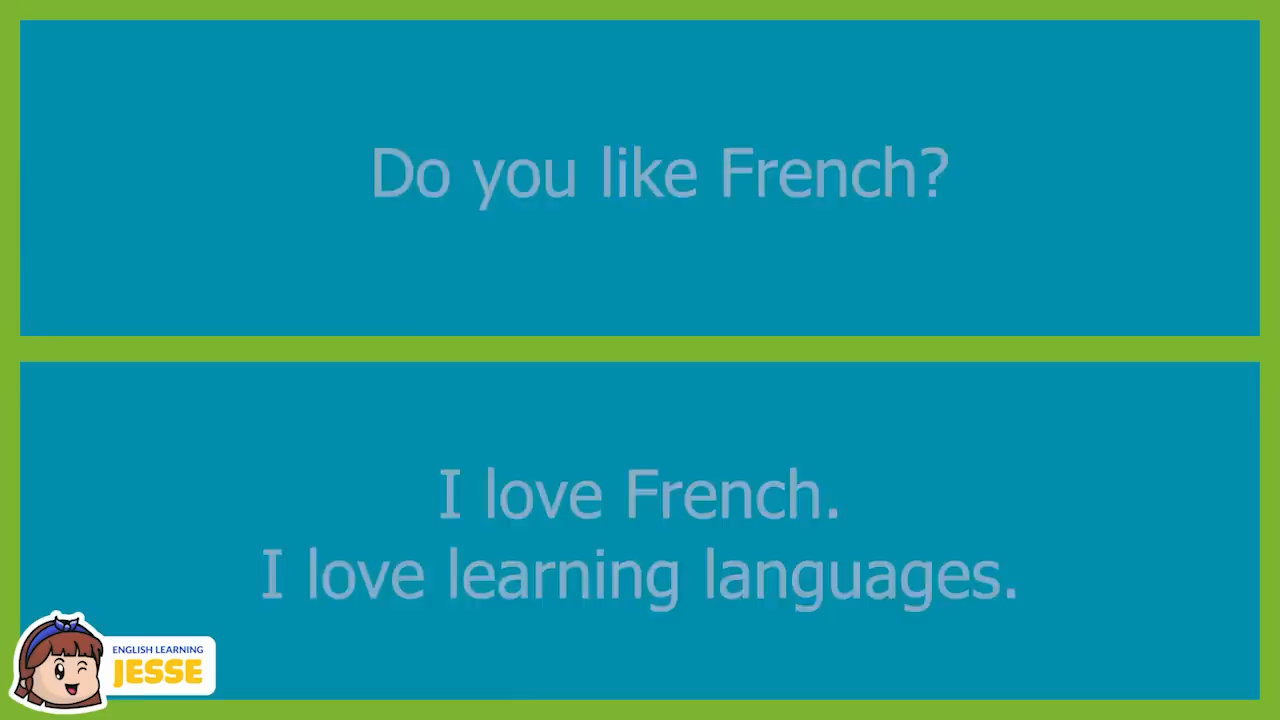 Do you like French?
I love French.
I love learning languages.
ENGLISH LEARNING
JESSE